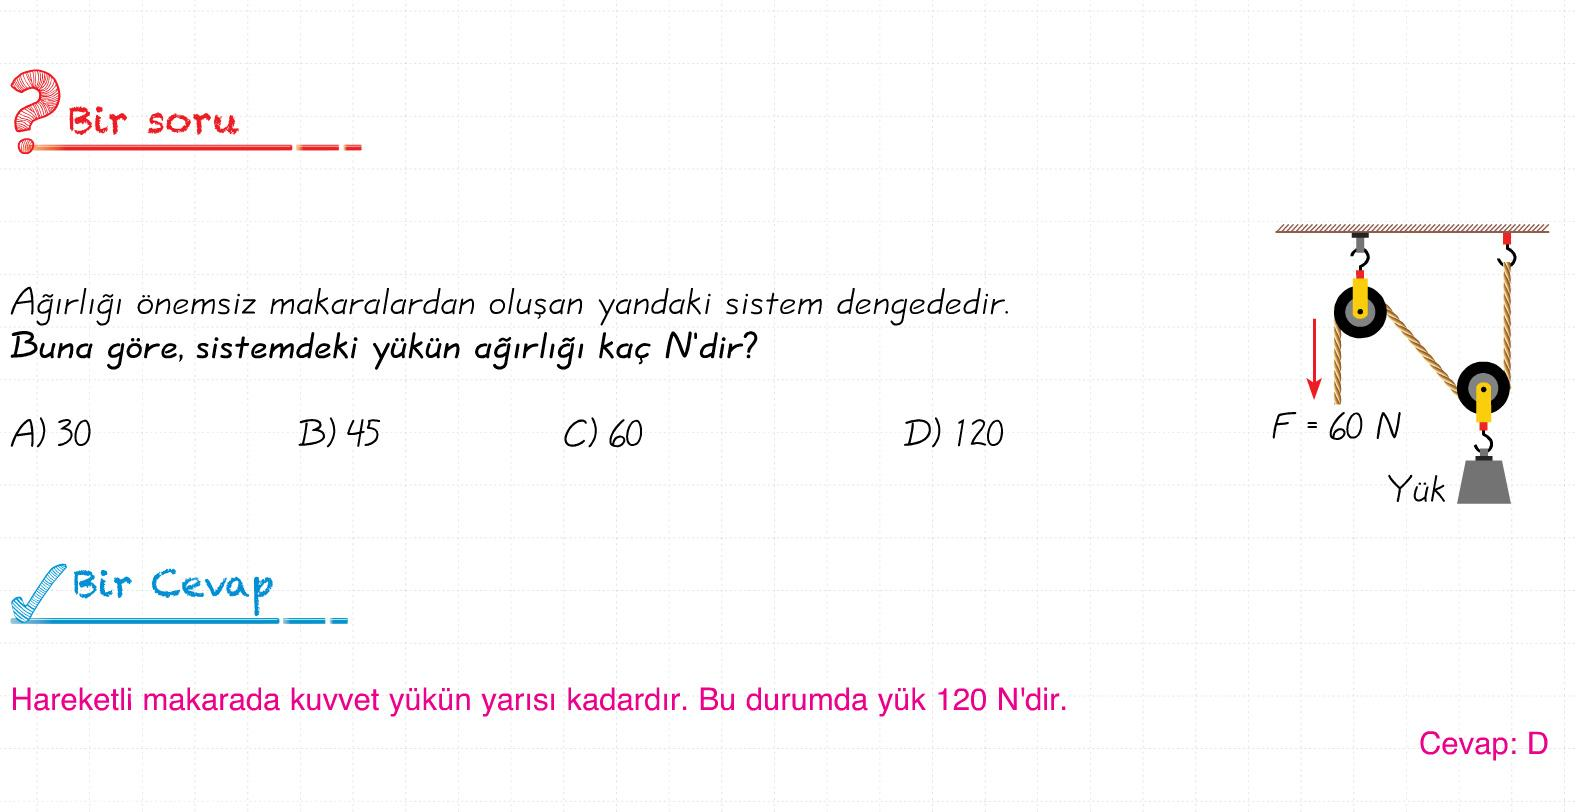 Bir soru
Ağırlığı önemsiz makaralardan oluşan yandaki sistem dengededir.
Buna göre, sistemdeki yükün ağırlığı kaç N'dir?
A) 30 B) 45 C) 60 D) 120
F = 60 N
Yük
Bir Cevap
Hareketli makarada kuvvet yükün yarısı kadardır. Bu durumda yük 120 N'dir.
Cevap: D